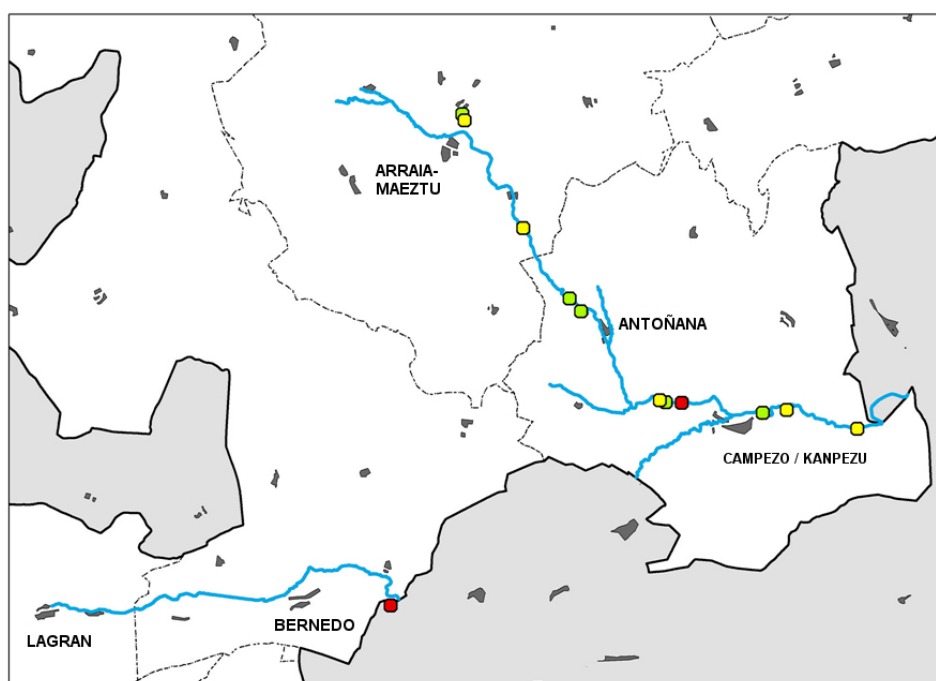 ARRAIA-
MAEZTU
ANTOÑANA
CAMPEZO / KANPEZU
BERNEDO
LAGRAN